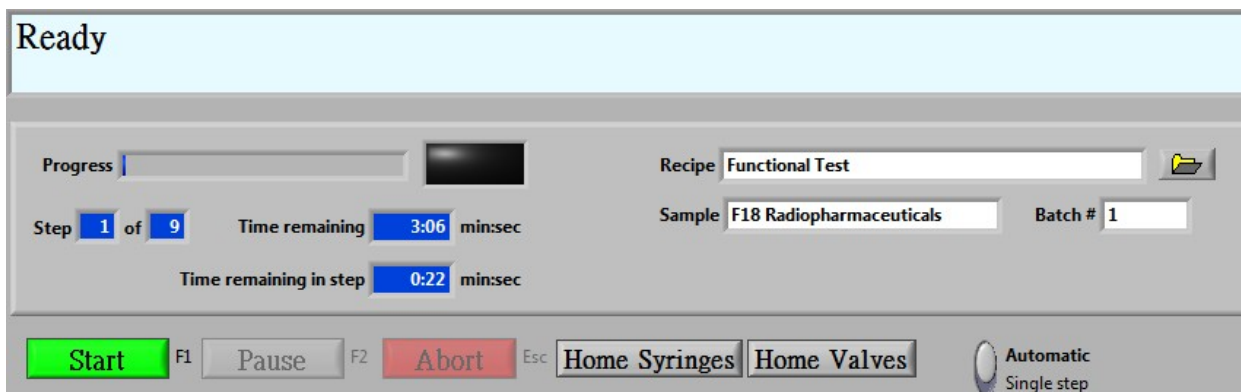 Ready
Progress
Recipe Functional Test
Step 1 of 9 Time remaining 3:06 min:sec
Sample F18 Radiopharmaceuticals Batch # 1
Time remaining in step 0:22 min:sec
Start F1 Pause F2 Abort Esc Home Syringes Home Valves
Automatic
Single step